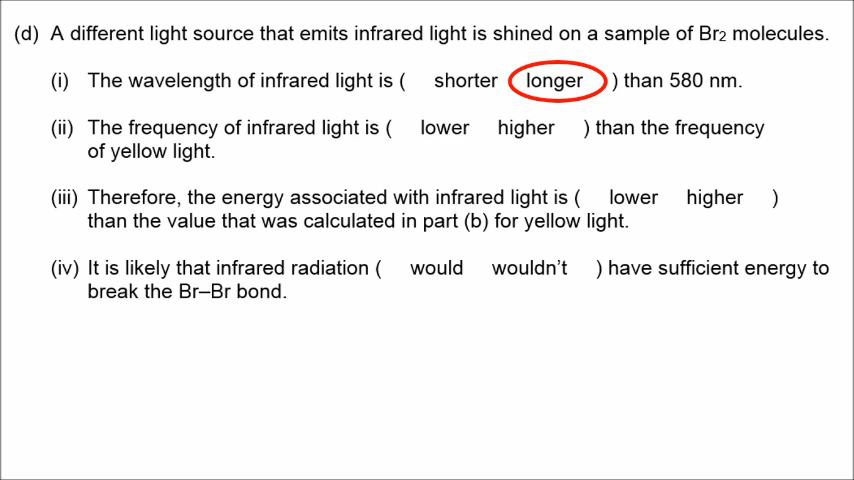 (d) A different light source that emits infrared light is shined on a sample of Br₂ molecules.
(i) The wavelength of infrared light is ( shorter longer ) than 580 nm.
(ii) The frequency of infrared light is ( lower higher ) than the frequency
of yellow light.
(iii) Therefore, the energy associated with infrared light is ( lower higher )
than the value that was calculated in part (b) for yellow light.
(iv) It is likely that infrared radiation ( would wouldn't ) have sufficient energy to
break the Br–Br bond.